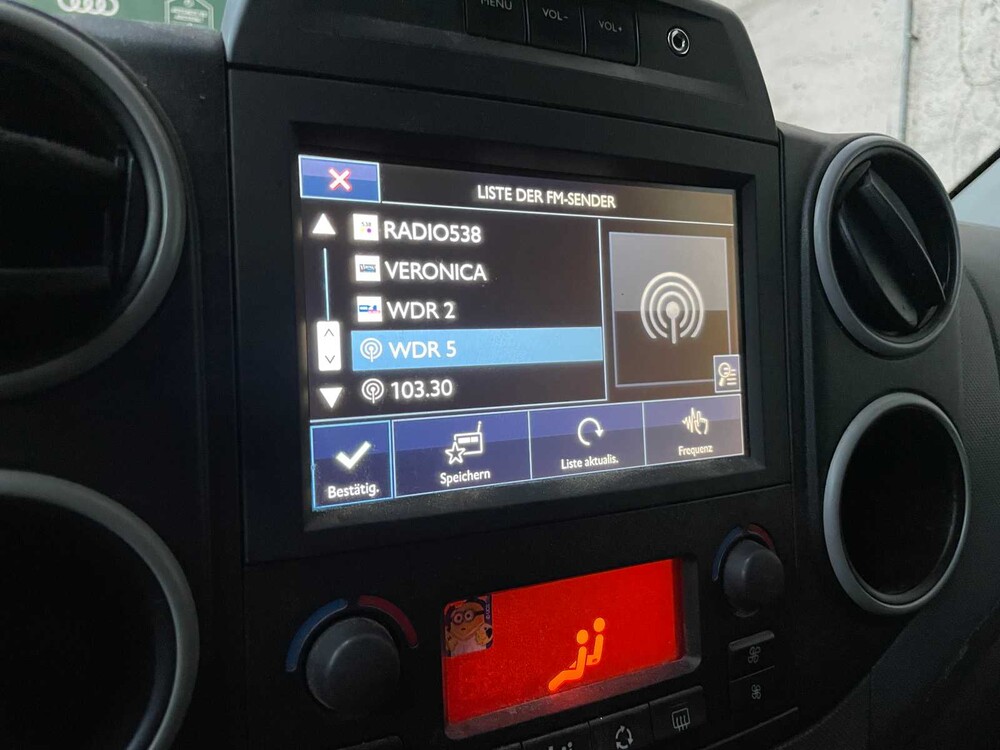 MENU
VOL-
VOL+
LISTE DER FM-SENDER
538
RADIO538
VERONICA
WDR 2
WDR 5
103.30
Bestätig.
Speichern
Liste aktualis.
Frequenz